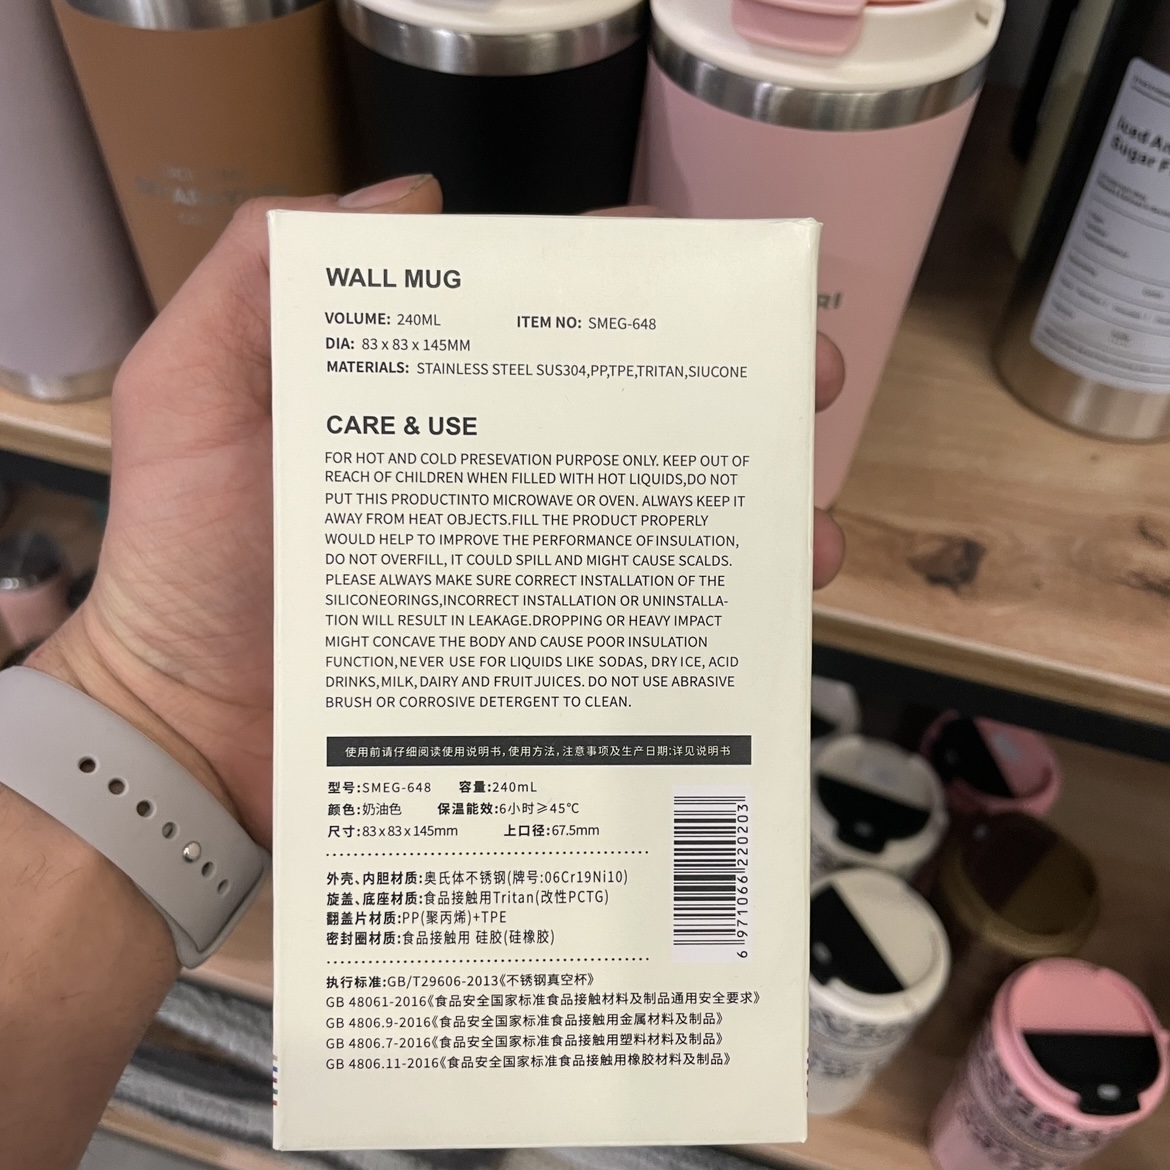 WALL MUG
VOLUME: 240ML ITEM NO: SMEG-648
DIA: 83 x 83 x 145MM
MATERIALS: STAINLESS STEEL SUS304,PP,TPE,TRITAN,SIUCONE
CARE & USE
FOR HOT AND COLD PRESEVATION PURPOSE ONLY. KEEP OUT OF
REACH OF CHILDREN WHEN FILLED WITH HOT LIQUIDS,DO NOT
PUT THIS PRODUCTINTO MICROWAVE OR OVEN. ALWAYS KEEP IT
AWAY FROM HEAT OBJECTS.FILL THE PRODUCT PROPERLY
WOULD HELP TO IMPROVE THE PERFORMANCE OF INSULATION,
DO NOT OVERFILL, IT COULD SPILL AND MIGHT CAUSE SCALDS.
PLEASE ALWAYS MAKE SURE CORRECT INSTALLATION OF THE
SILICONEORINGS,INCORRECT INSTALLATION OR UNINSTALLA-
TION WILL RESULT IN LEAKAGE.DROPPING OR HEAVY IMPACT
MIGHT CONCAVE THE BODY AND CAUSE POOR INSULATION
FUNCTION,NEVER USE FOR LIQUIDS LIKE SODAS, DRY ICE, ACID
DRINKS,MILK,DAIRY AND FRUIT JUICES. DO NOT USE ABRASIVE
BRUSH OR CORROSIVE DETERGENT TO CLEAN.
使用前请仔细阅读使用说明书,使用方法,注意事项及生产日期:详见说明书
型号:SMEG-648 容量:240mL
颜色:奶油色 保温能效:6小时≥45℃
尺寸:83x83x145mm 上口径:67.5mm
外壳、内胆材质:奥氏体不锈钢(牌号:06Cr19Ni10)
旋盖、底座材质:食品接触用Tritan(改性PCTG)
翻盖片材质:PP(聚丙烯)+TPE
密封圈材质:食品接触用 硅胶(硅橡胶)
6 971066 220203
执行标准:GB/T29606-2013《不锈钢真空杯》
GB 48061-2016《食品安全国家标准食品接触材料及制品通用安全要求》
GB 4806.9-2016《食品安全国家标准食品接触用金属材料及制品》
GB 4806.7-2016《食品安全国家标准食品接触用塑料材料及制品》
GB 4806.11-2016《食品安全国家标准食品接触用橡胶材料及制品》
Iced
Sugar